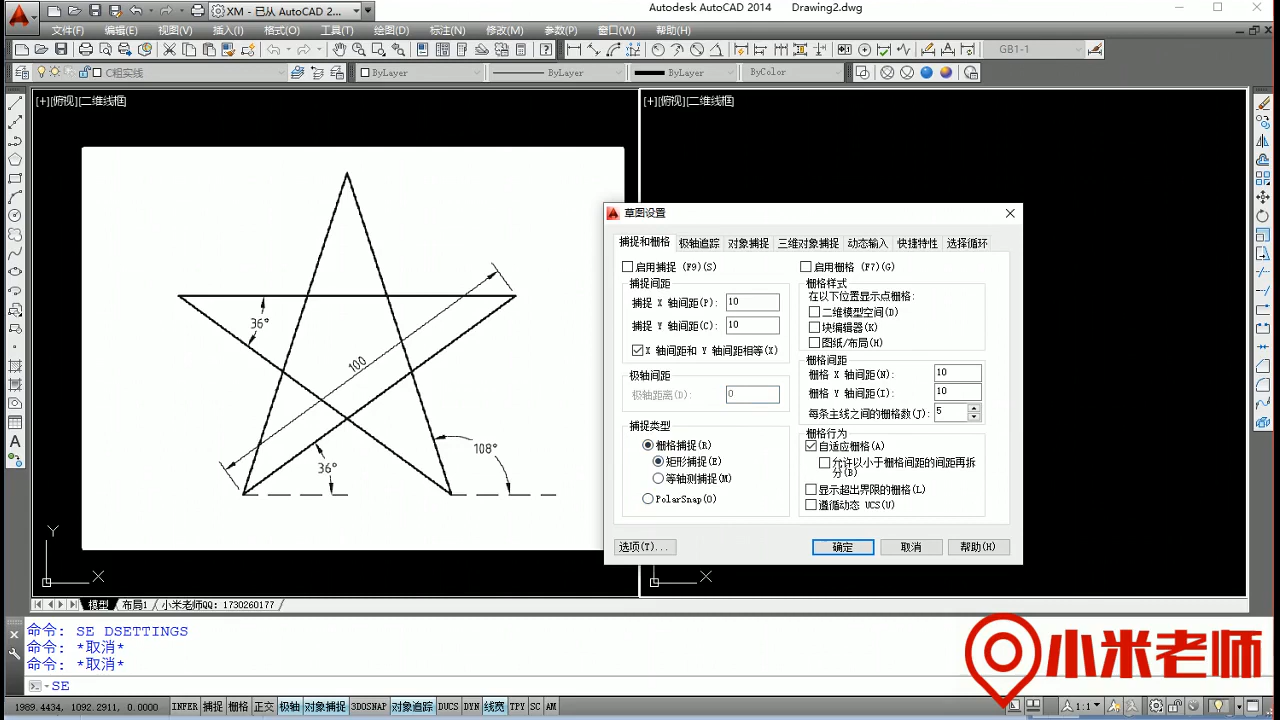 Autodesk AutoCAD 2014 Drawing2.dwg
XM - 已从 AutoCAD 2...
文件(F) 编辑(E) 视图(V) 插入(I) 格式(O) 工具(T) 绘图(D) 标注(N) 修改(M) 参数(P) 窗口(W) 帮助(H)
GB1-1
C粗实线 ByLayer ByLayer ByLayer ByColor
[+][俯视][二维线框]
[+][俯视][二维线框]
36°
100
36°
108°
Y
X
X
草图设置
捕捉和栅格 极轴追踪 对象捕捉 三维对象捕捉 动态输入 快捷特性 选择循环
启用捕捉 (F9)(S)
捕捉间距
捕捉 X 轴间距(P): 10
捕捉 Y 轴间距(C): 10
X 轴间距和 Y 轴间距相等(X)
极轴间距
极轴距离(D): 0
捕捉类型
栅格捕捉(R)
矩形捕捉(E)
等轴测捕捉(M)
PolarSnap(O)
启用栅格 (F7)(G)
栅格样式
在以下位置显示点栅格:
二维模型空间(D)
块编辑器(K)
图纸/布局(H)
栅格间距
栅格 X 轴间距(N): 10
栅格 Y 轴间距(I): 10
每条主线之间的栅格数(J): 5
栅格行为
自适应栅格(A)
允许以小于栅格间距的间距再拆
分(B)
显示超出界限的栅格(L)
遵循动态 UCS(U)
选项(T)... 确定 取消 帮助(H)
模型 布局1 小米老师QQ: 1730260177
命令: SE DSETTINGS
命令: *取消*
命令: *取消*
SE
小米老师
1989.4434, 1092.2911, 0.0000 INFER 捕捉 栅格 正交 极轴 对象捕捉 3DOSNAP 对象追踪 DUCS DYN 线宽 TPY SC AM 1:1